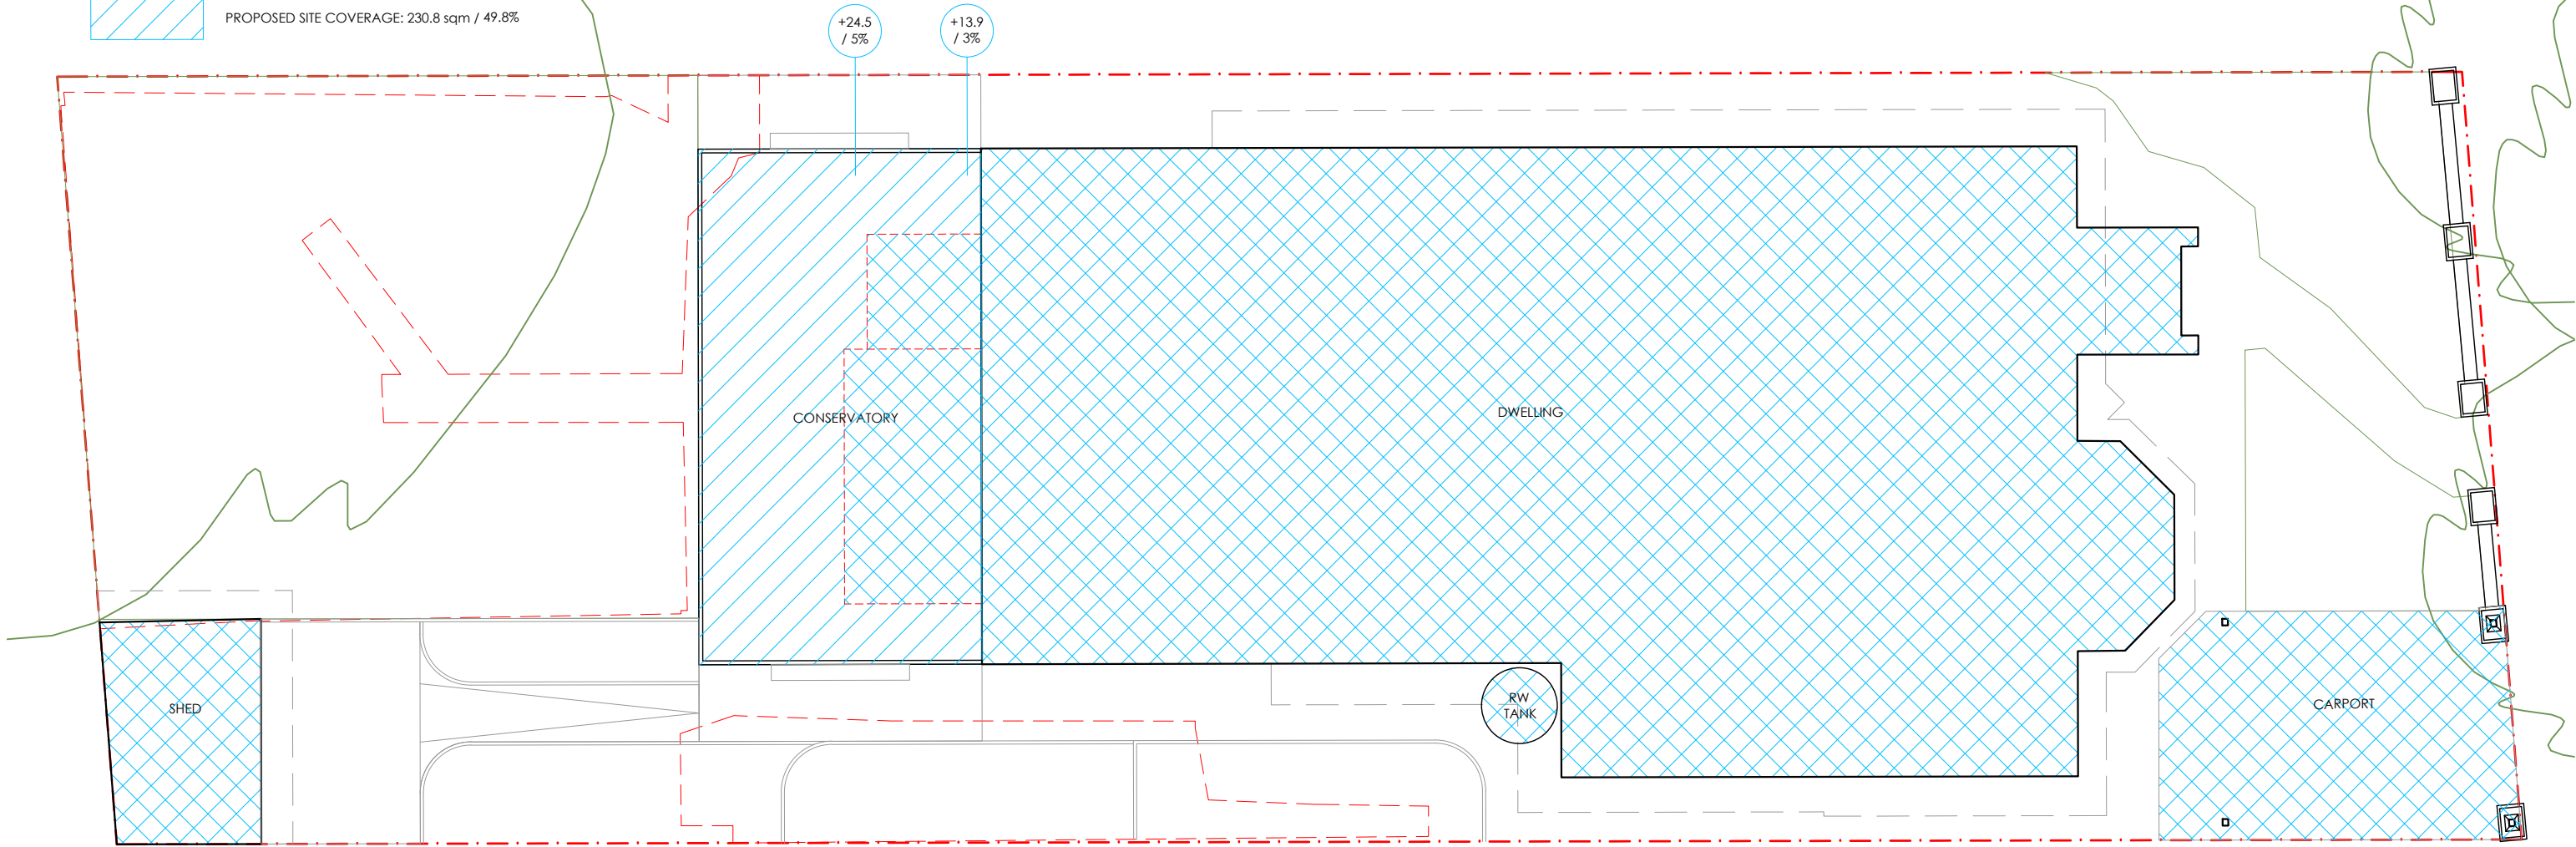 PROPOSED SITE COVERAGE: 230.8 sqm / 49.8%
+24.5
/ 5%
+13.9
/ 3%
CONSERVATORY
DWELLING
SHED
RW
TANK
CARPORT